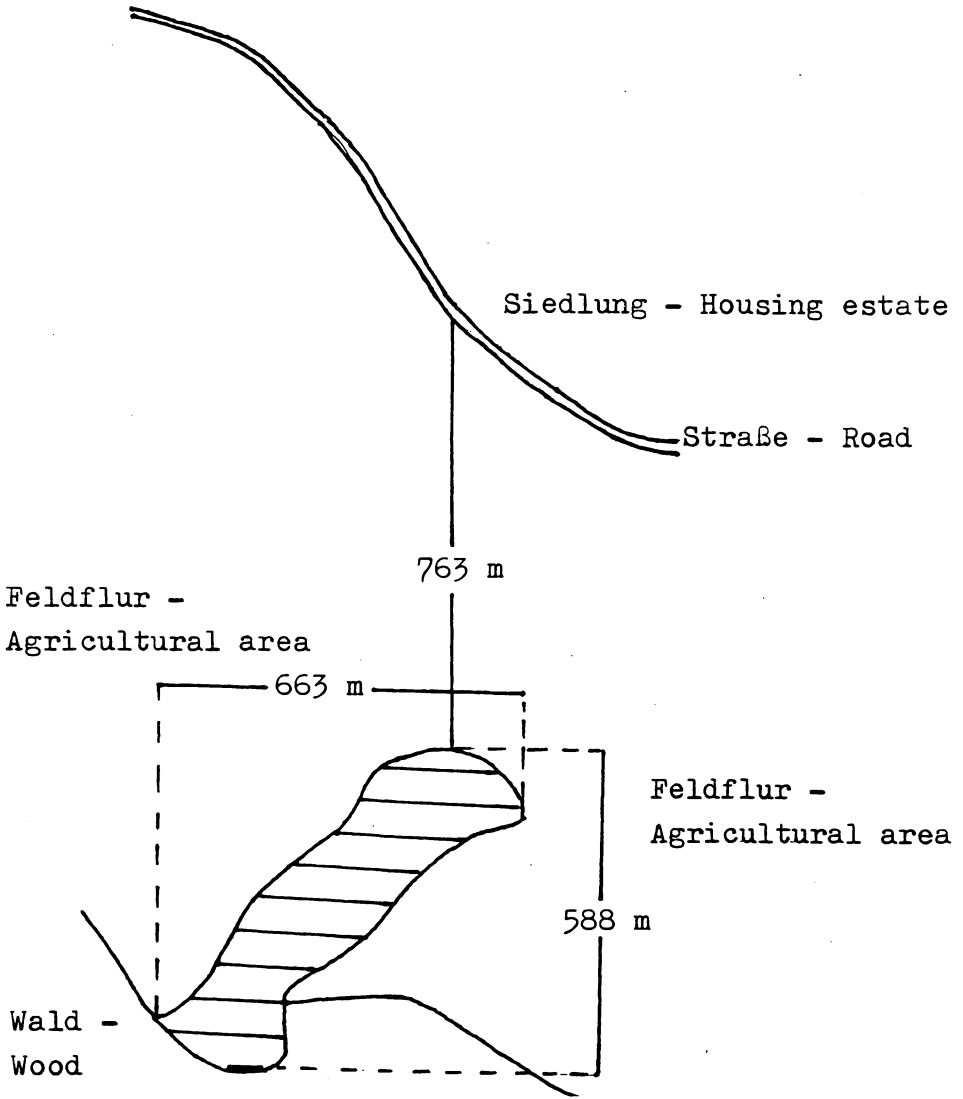 Siedlung – Housing estate
Straße – Road
763 m
Feldflur –
Agricultural area
663 m
Feldflur –
Agricultural area
588 m
Wald –
Wood